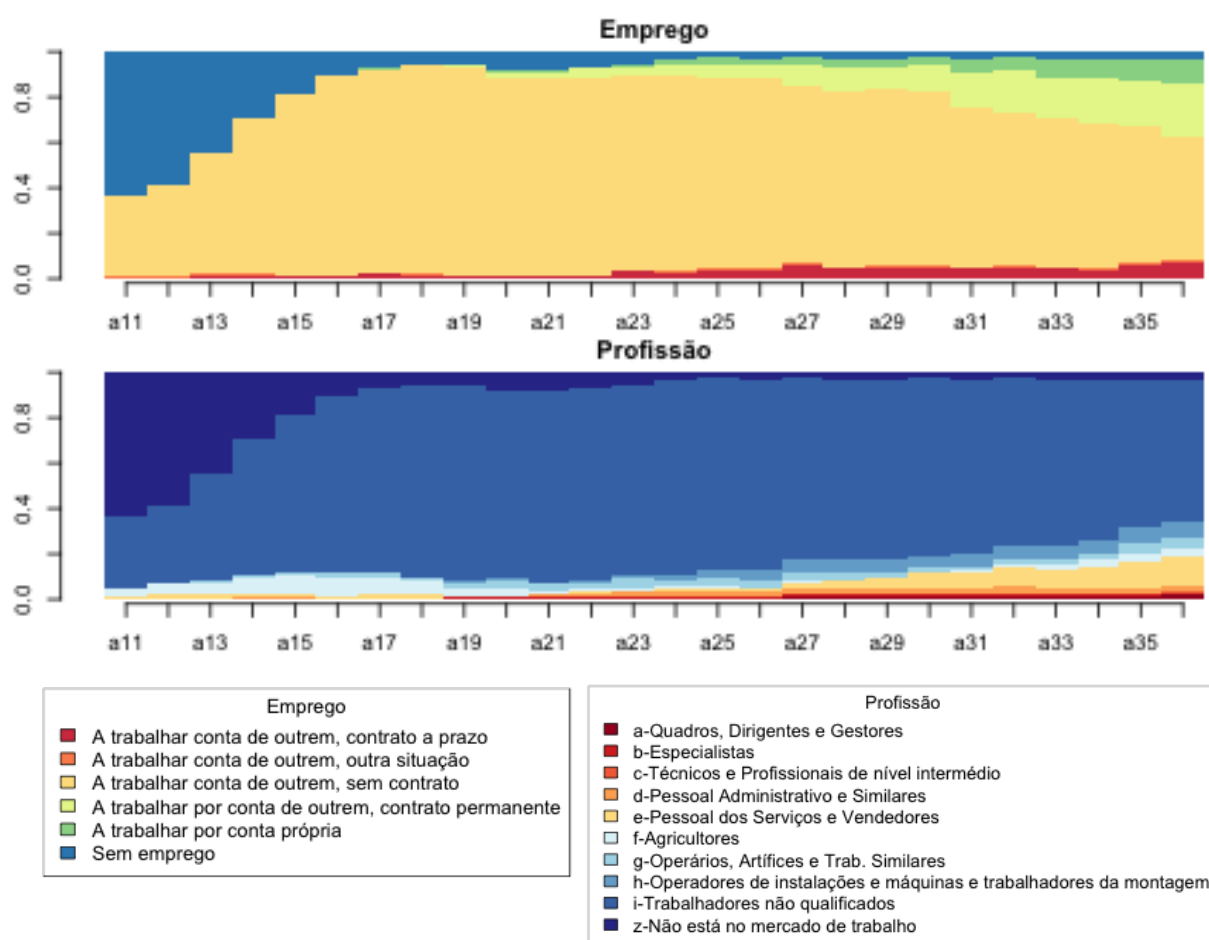 Emprego
0.8
0.4
0.0
a11 a13 a15 a17 a19 a21 a23 a25 a27 a29 a31 a33 a35
Profissão
0.8
0.4
0.0
a11 a13 a15 a17 a19 a21 a23 a25 a27 a29 a31 a33 a35
Emprego
A trabalhar conta de outrem, contrato a prazo
A trabalhar conta de outrem, outra situação
A trabalhar conta de outrem, sem contrato
A trabalhar por conta de outrem, contrato permanente
A trabalhar por conta própria
Sem emprego
Profissão
a-Quadros, Dirigentes e Gestores
b-Especialistas
c-Técnicos e Profissionais de nível intermédio
d-Pessoal Administrativo e Similares
e-Pessoal dos Serviços e Vendedores
f-Agricultores
g-Operários, Artífices e Trab. Similares
h-Operadores de instalações e máquinas e trabalhadores da montagem
i-Trabalhadores não qualificados
z-Não está no mercado de trabalho